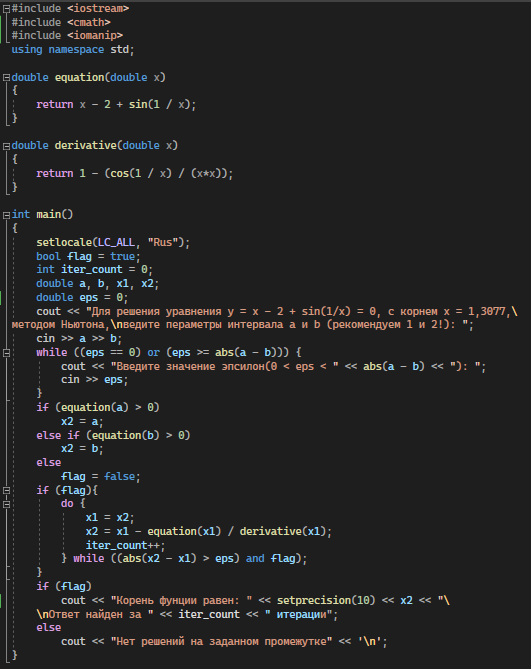 #include <iostream>
#include <cmath>
#include <iomanip>
using namespace std;
double equation(double x)
{
return x - 2 + sin(1 / x);
}
double derivative(double x)
{
return 1 - (cos(1 / x) / (x*x));
}
int main()
{
setlocale(LC_ALL, "Rus");
bool flag = true;
int iter_count = 0;
double a, b, x1, x2;
double eps = 0;
cout << "Для решения уравнения y = x - 2 + sin(1/x) = 0, с корнем x = 1,3077,\
методом Ньютона,\nведите пераметры интервала a и b (рекомендуем 1 и 2!): ";
cin >> a >> b;
while ((eps == 0) or (eps >= abs(a - b))) {
cout << "Введите значение эпсилон(0 < eps < " << abs(a - b) << "): ";
cin >> eps;
}
if (equation(a) > 0)
x2 = a;
else if (equation(b) > 0)
x2 = b;
else
flag = false;
if (flag){
do {
x1 = x2;
x2 = x1 - equation(x1) / derivative(x1);
iter_count++;
} while ((abs(x2 - x1) > eps) and flag);
}
if (flag)
cout << "Корень фунции равен: " << setprecision(10) << x2 << "\
\nОтвет найден за " << iter_count << " итерации";
else
cout << "Нет решений на заданном промежутке" << '\n';
}